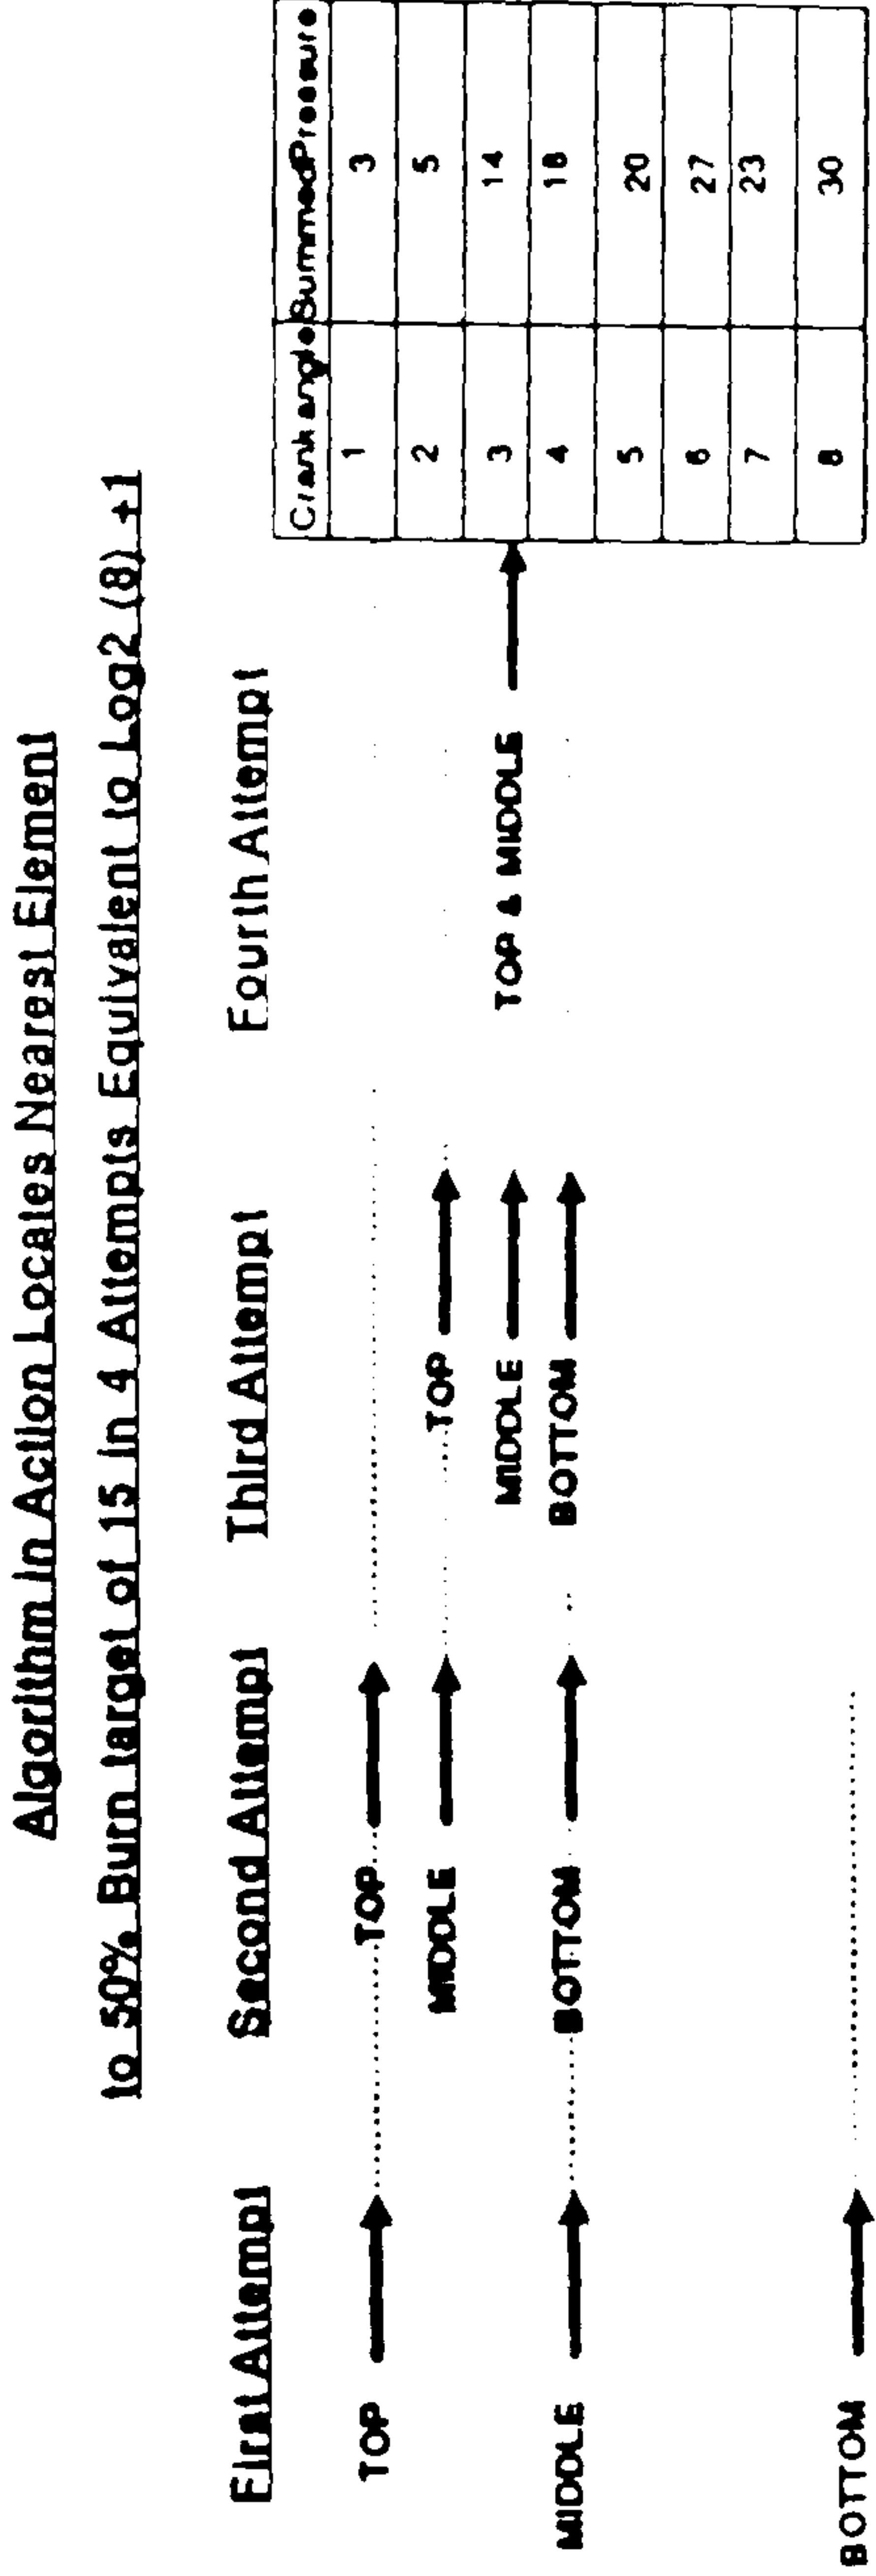 Algorithm in Action Locates Nearest Element
to 50% Burn target of 15 in 4 Attempts Equivalent to Log2 (8) +1
First Attempt Second Attempt Third Attempt Fourth Attempt
Crank angle SummedPressure
TOP TOP 1 3
MIDDLE TOP 2 5
MIDDLE TOP & MIDDLE 3 14
MIDDLE BOTTOM BOTTOM 4 18
5 20
6 27
7 23
BOTTOM 8 30